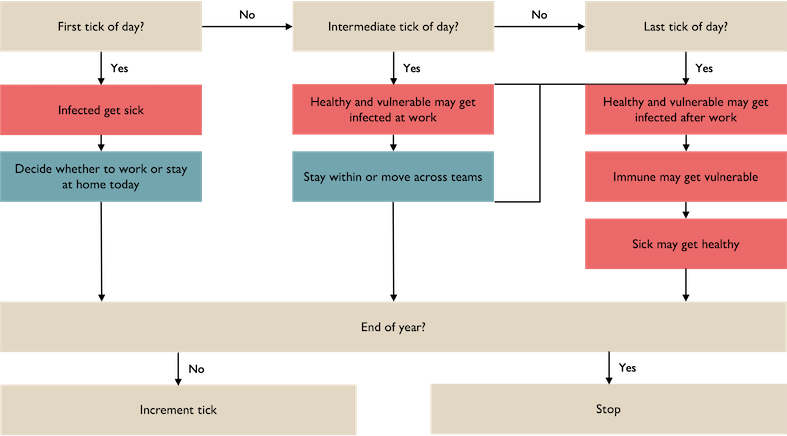 First tick of day?
No
Intermediate tick of day?
No
Last tick of day?
Yes
Yes
Yes
Infected get sick
Healthy and vulnerable may get
infected at work
Healthy and vulnerable may get
infected after work
Decide whether to work or stay
at home today
Stay within or move across teams
Immune may get vulnerable
Sick may get healthy
End of year?
No
Yes
Increment tick
Stop